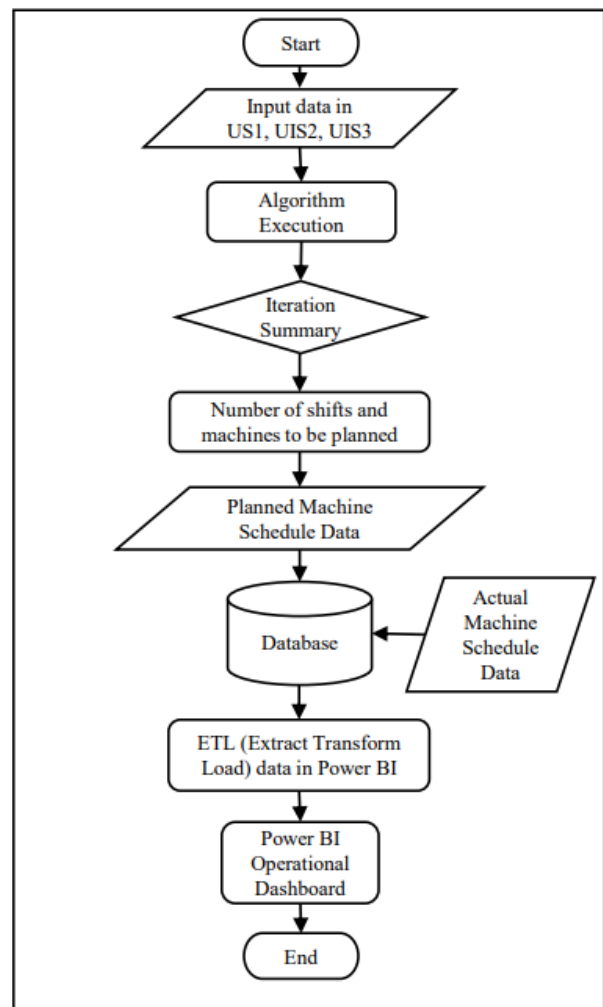 Start
Input data in
US1, UIS2, UIS3
Algorithm
Execution
Iteration
Summary
Number of shifts and
machines to be planned
Planned Machine
Schedule Data
Database
Actual
Machine
Schedule
Data
ETL (Extract Transform
Load) data in Power BI
Power BI
Operational
Dashboard
End